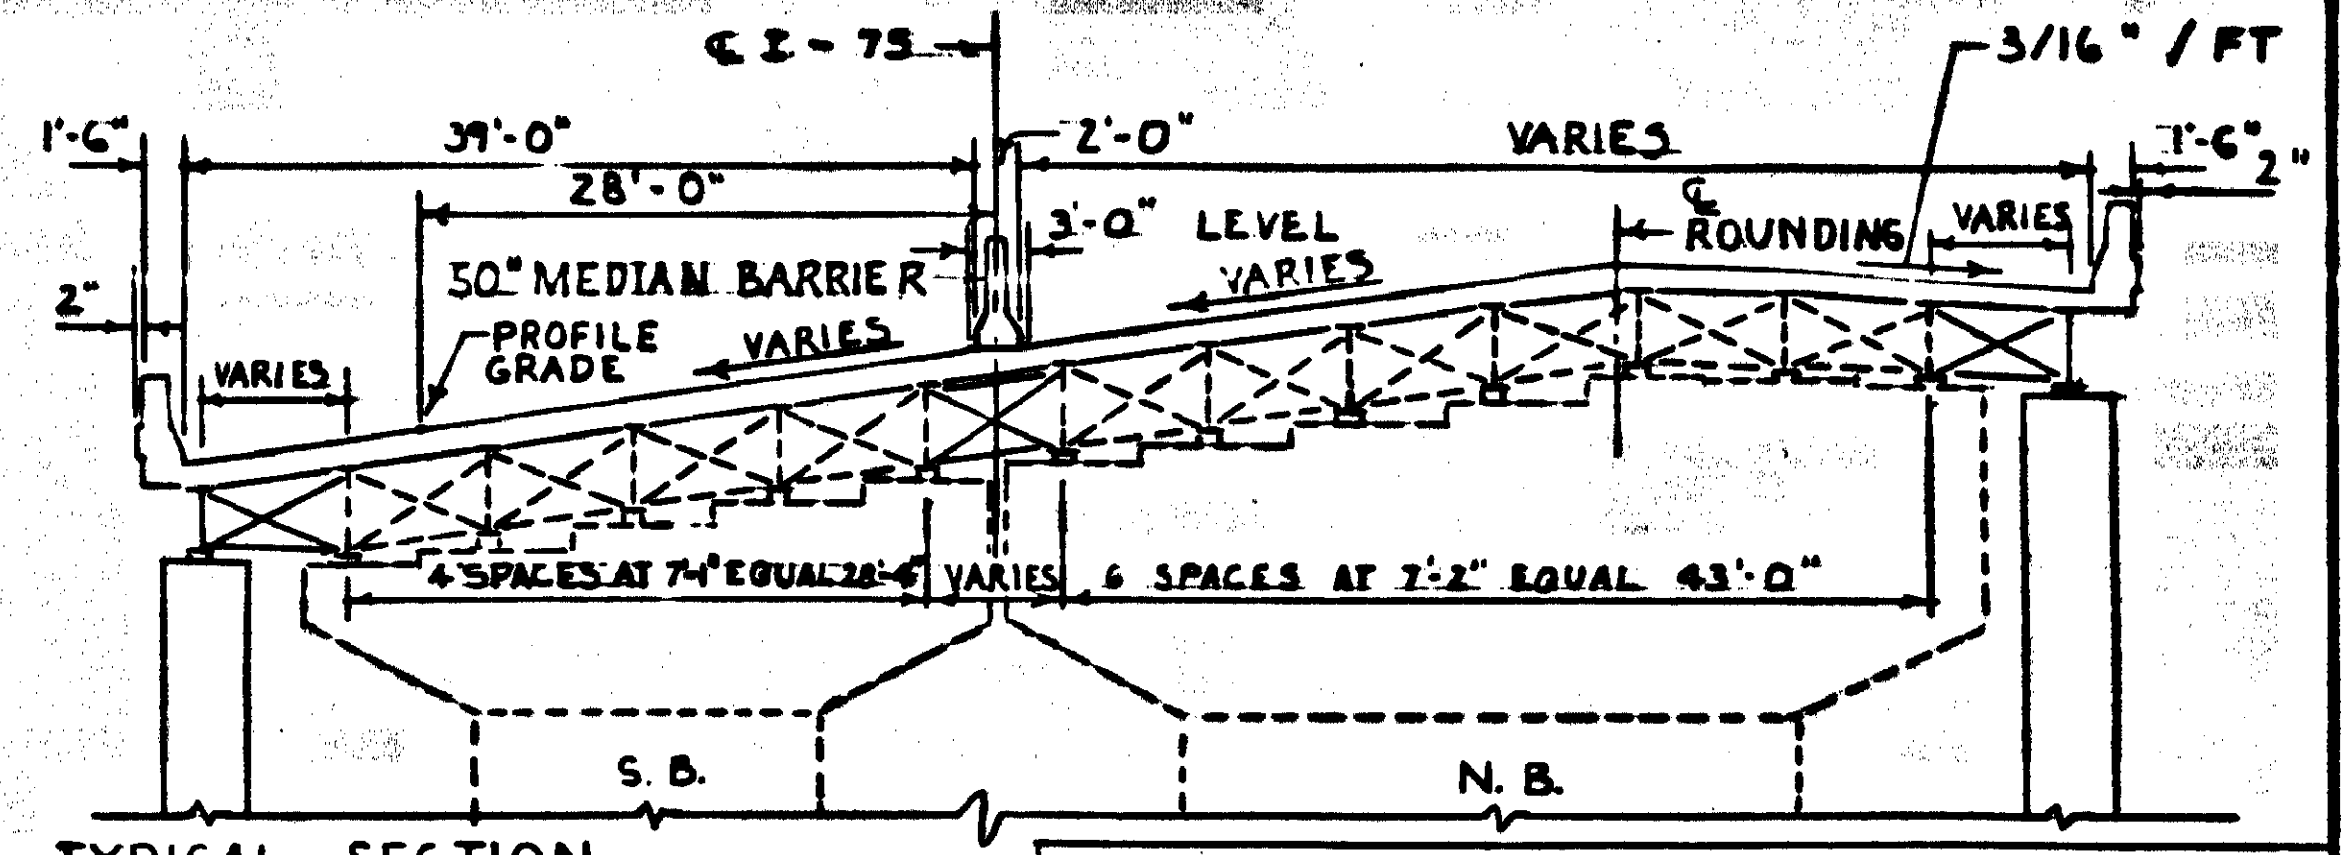 ℄ I - 75
3/16 " / FT
1'-6"
39'-0"
2'-0"
VARIES
1'-6"
2"
28'-0"
3'-0"
LEVEL
℄
ROUNDING
VARIES
50" MEDIAN BARRIER
VARIES
2"
PROFILE
GRADE
VARIES
VARIES
4 SPACES AT 7'-1" EQUAL 28'-4"
VARIES
6 SPACES AT 7'-2" EQUAL 43'-0"
S. B.
N. B.
TYPICAL SECTION